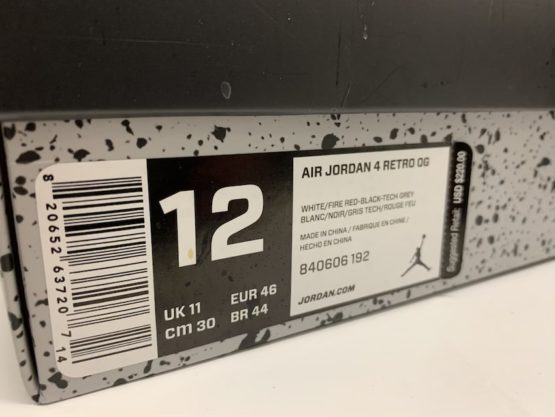 8 20652 63720 7 14
12
UK 11 EUR 46
cm 30 BR 44
AIR JORDAN 4 RETRO OG
WHITE/FIRE RED-BLACK-TECH GREY
BLANC/NOIR/GRIS TECH/ROUGE FEU
MADE IN CHINA / FABRIQUE EN CHINE /
HECHO EN CHINA
840606 192
JORDAN.COM
Suggested Retail: USD $220.00